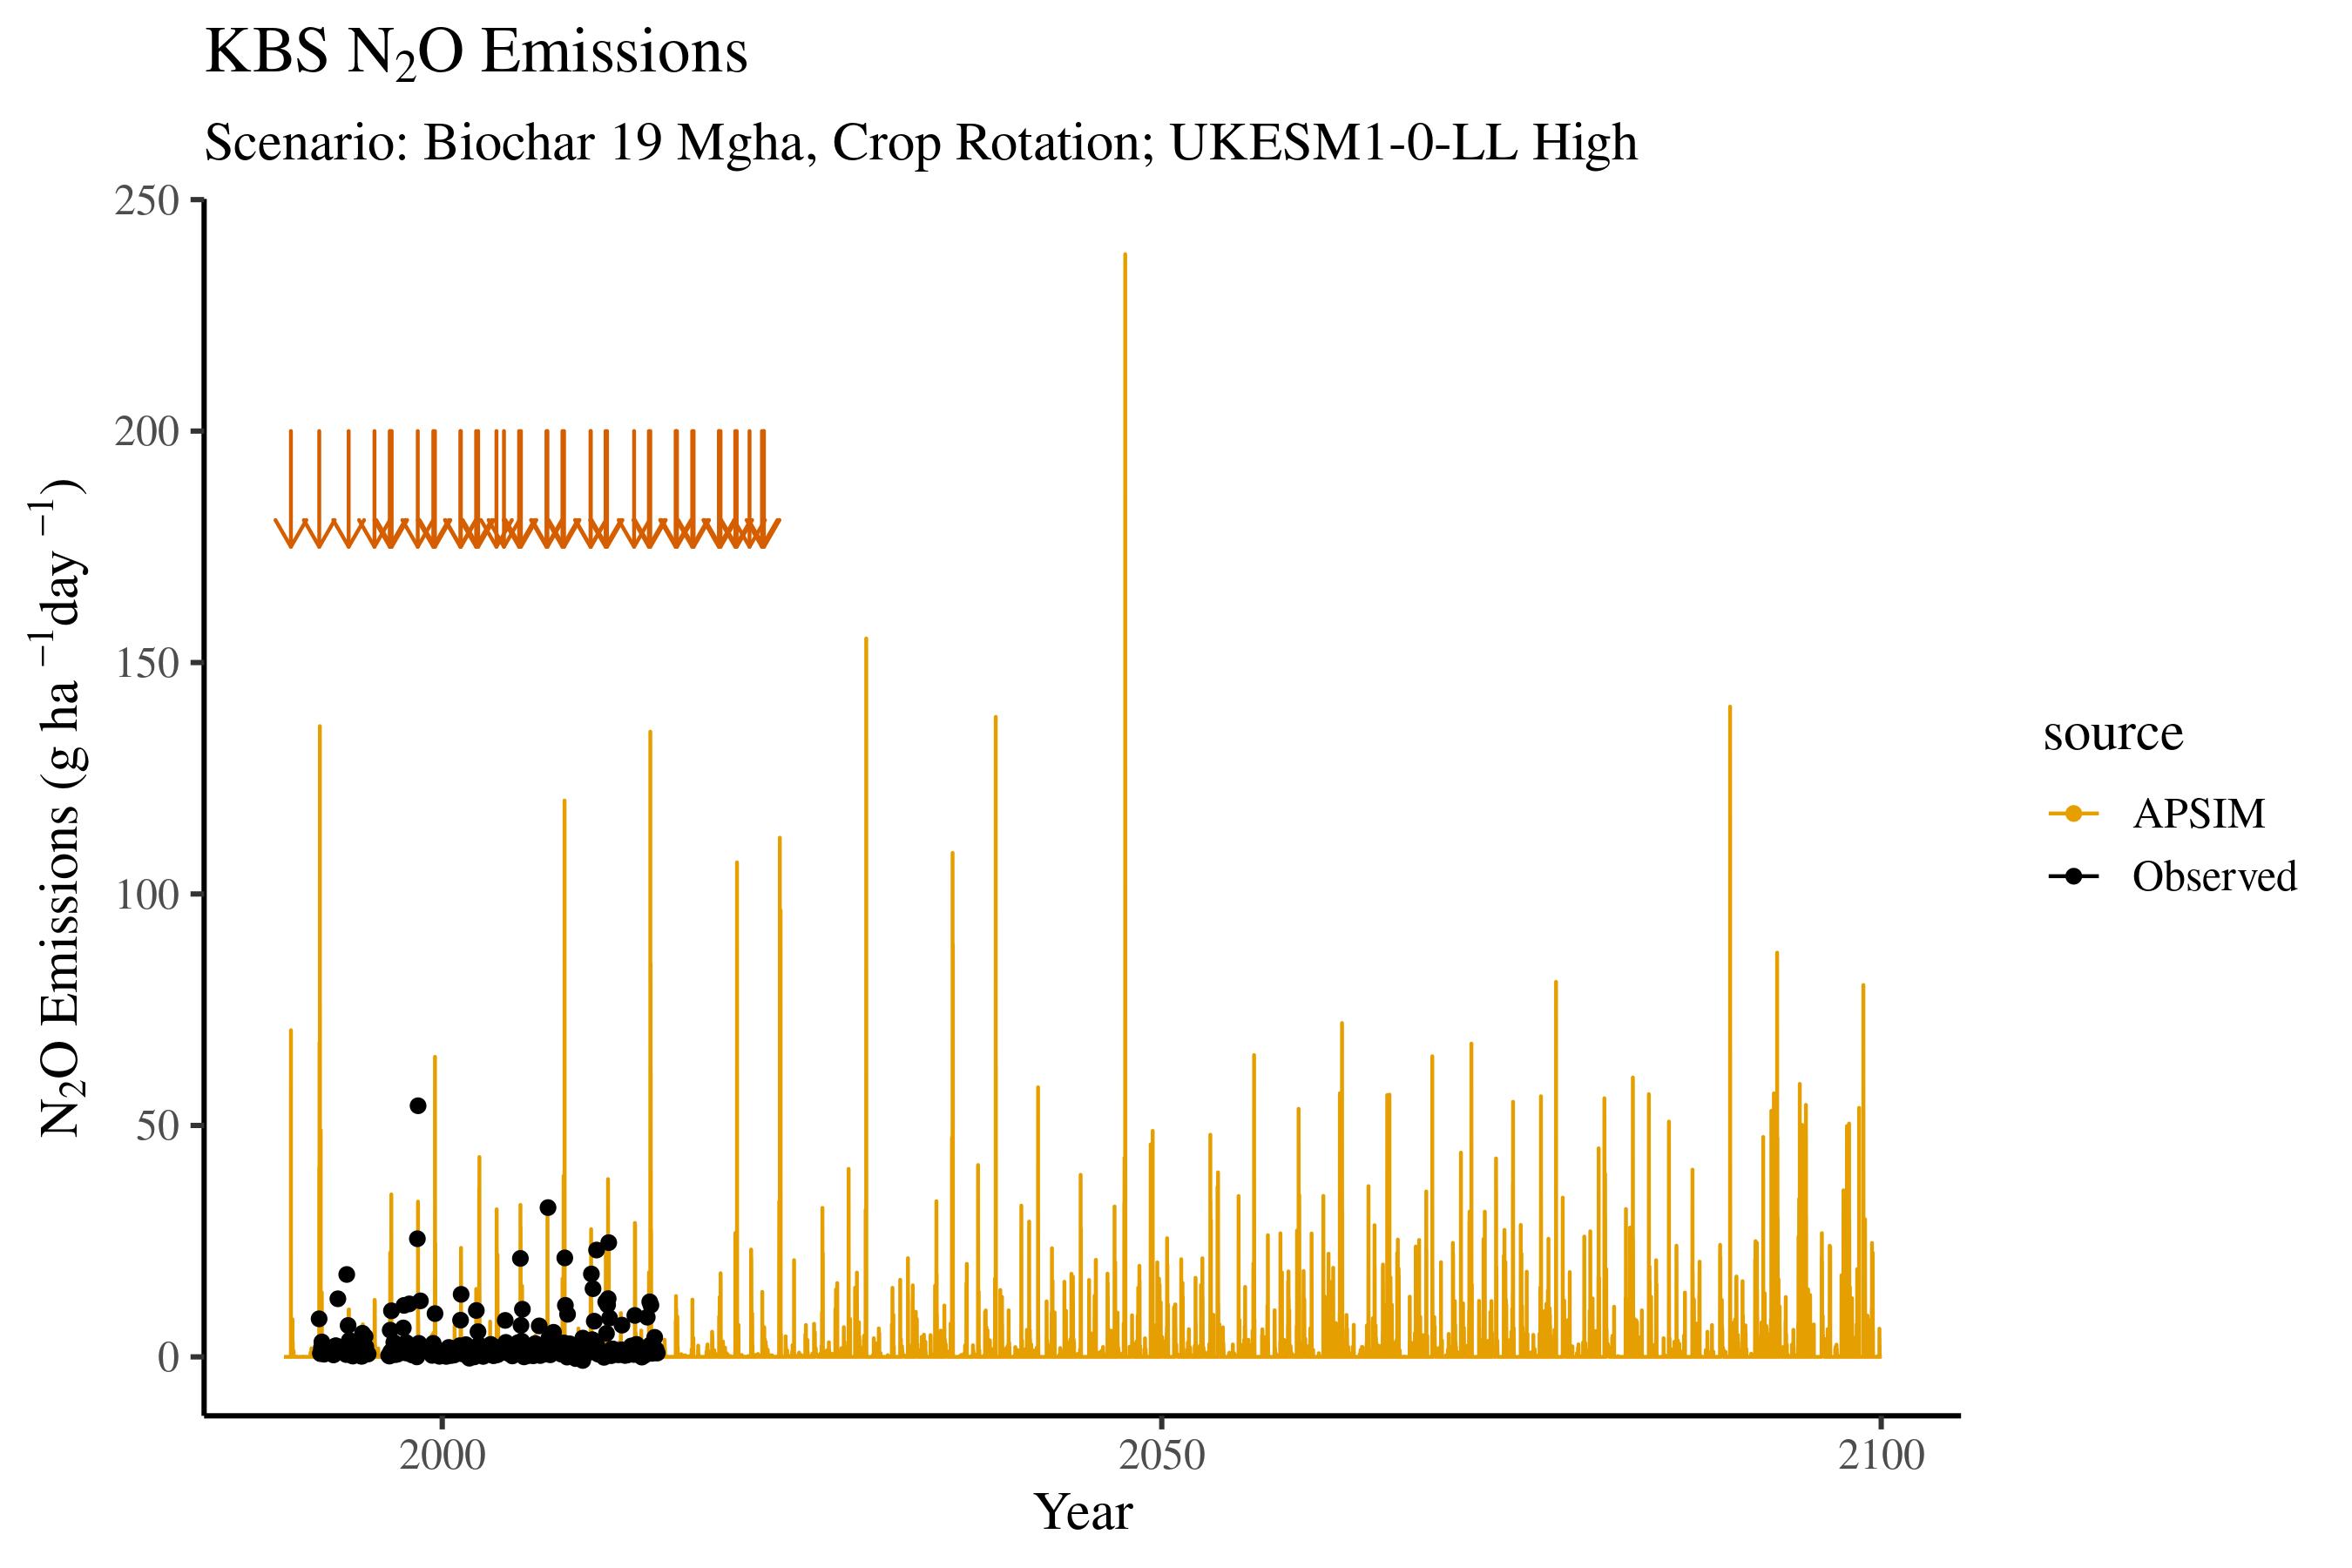 KBS N₂O Emissions
Scenario: Biochar 19 Mgha, Crop Rotation; UKESM1-0-LL High
N₂O Emissions (g ha⁻¹day⁻¹)
250
200
150
100
50
0
2000
2050
2100
Year
source
APSIM
Observed